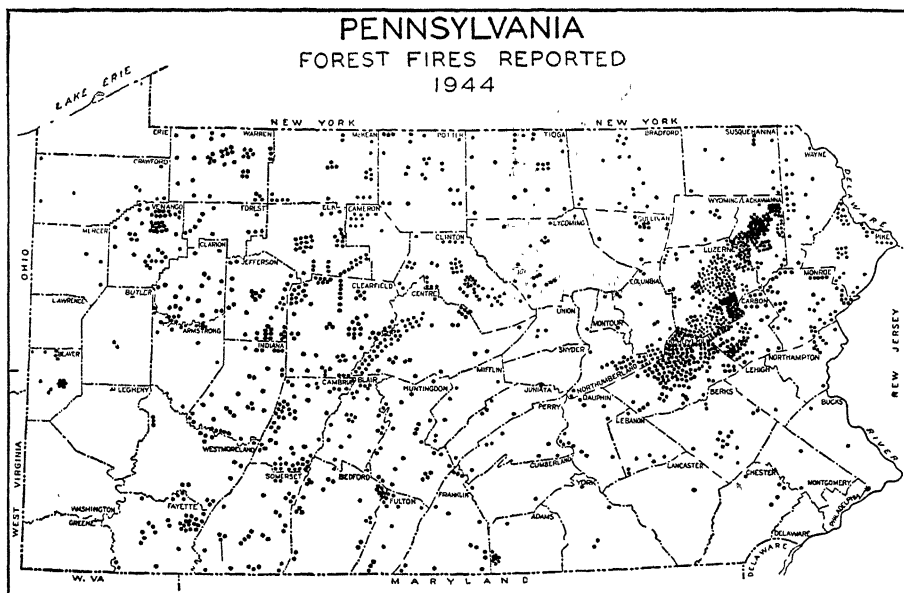 PENNSYLVANIA
FOREST FIRES REPORTED
1944
LAKE ERIE
NEW YORK
NEW YORK
ERIE
WARREN
McKEAN
POTTER
TIOGA
BRADFORD
SUSQUEHANNA
CRAWFORD
WAYNE
DELAWARE
VENANGO
FOREST
ELK
CAMERON
WYOMING
LACKAWANNA
MERCER
CLARION
CLINTON
LYCOMING
SULLIVAN
PIKE
OHIO
JEFFERSON
LUZERNE
LAWRENCE
BUTLER
CLEARFIELD
CENTRE
COLUMBIA
MONROE
CARBON
ARMSTRONG
UNION
MONTOUR
NEW JERSEY
BEAVER
INDIANA
SNYDER
NORTHAMPTON
ALLEGHENY
CAMBRIA
BLAIR
HUNTINGDON
MIFFLIN
JUNIATA
NORTHUMBERLAND
LEHIGH
PERRY
DAUPHIN
BERKS
BUCKS
LEBANON
RIVER
WESTMORELAND
WEST VIRGINIA
SOMERSET
BEDFORD
CUMBERLAND
LANCASTER
CHESTER
MONTGOMERY
WASHINGTON
FAYETTE
FULTON
FRANKLIN
YORK
PHILADELPHIA
GREENE
ADAMS
DELAWARE
DELAWARE
W. VA
MARYLAND